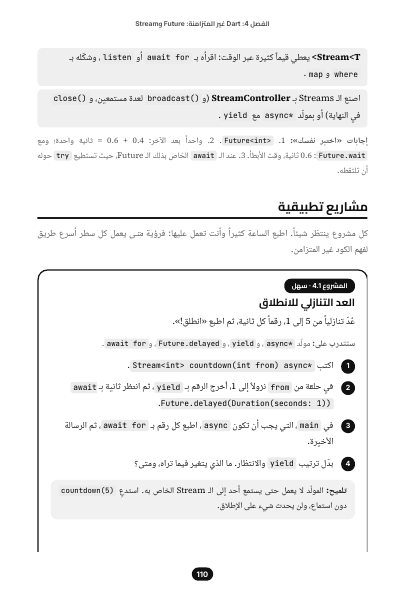 الفصل 4: Dart غير المتزامنة: Future وStream
Stream<T>‎ يعطي قيماً كثيرة عبر الوقت: اقرأه بـ await for أو listen ، وشكّله بـ
where و map .
اصنع الـ Streams بـ StreamController (و broadcast() لعدة مستمعين، و close()
في النهاية) أو بمولّد async* مع yield .
إجابات «اختبر نفسك»: 1. Future<int> . 2. واحداً بعد الآخر: 0.4 + 0.6 = ثانية واحدة؛ ومع
Future.wait : 0.6 ثانية، وقت الأبطأ. 3. عند الـ await الخاص بذلك الـ Future، حيث تستطيع try حوله
أن تلتقطه.
مشاريع تطبيقية
كل مشروع ينتظر شيئاً. اطبع الساعة كثيراً وأنت تعمل عليها: فرؤية متى يعمل كل سطر أسرع طريق
لفهم الكود غير المتزامن.
المشروع 4.1 · سهل
العد التنازلي للانطلاق
عُدّ تنازلياً من 5 إلى 1، رقماً كل ثانية، ثم اطبع «انطلق!».
ستتدرب على: مولّد async* ، و yield ، و Future.delayed ، و await for .
1 اكتب Stream<int> countdown(int from) async* .
2 في حلقة من from نزولاً إلى 1، أخرج الرقم بـ yield ، ثم انتظر ثانية بـ await
Future.delayed(Duration(seconds: 1)) .
3 في main ، التي يجب أن تكون async ، اطبع كل رقم بـ await for ، ثم الرسالة
الأخيرة.
4 بدّل ترتيب yield والانتظار. ما الذي يتغير فيما تراه، ومتى؟
تلميح: المولّد لا يعمل حتى يستمع أحد إلى الـ Stream الخاص به. استدعِ countdown(5)
دون استماع، ولن يحدث شيء على الإطلاق.
110